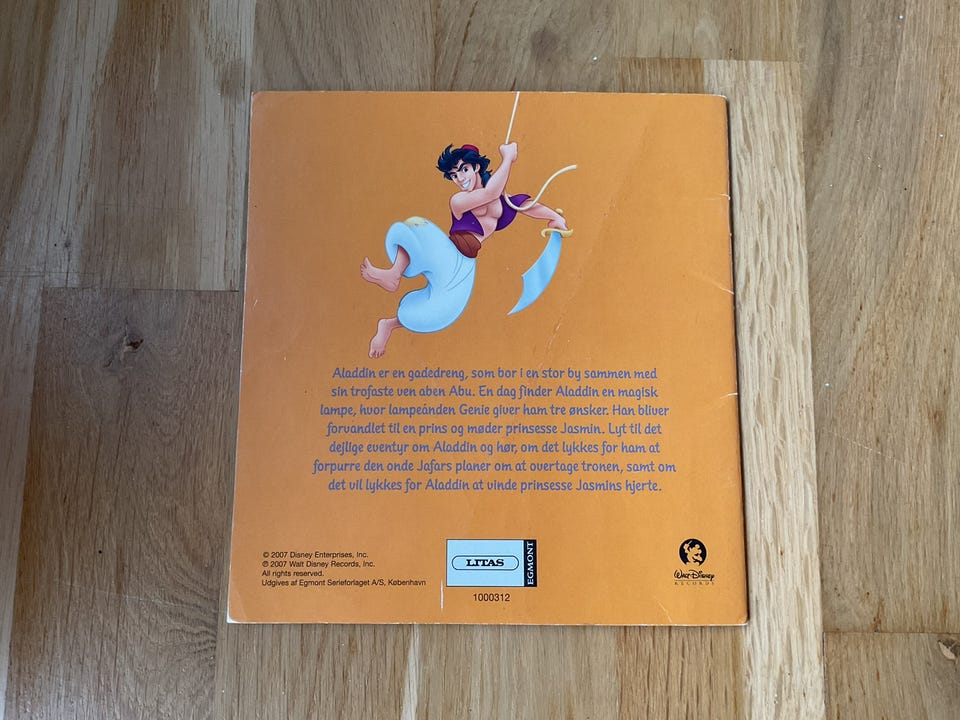 Aladdin er en gadedreng, som bor i en stor by sammen med
sin trofaste ven aben Abu. En dag finder Aladdin en magisk
lampe, hvor lampeånden Genie giver ham tre ønsker. Han bliver
forvandlet til en prins og møder prinsesse Jasmin. Lyt til det
dejlige eventyr om Aladdin og hør, om det lykkes for ham at
forpurre den onde Jafars planer om at overtage tronen, samt om
det vil lykkes for Aladdin at vinde prinsesse Jasmins hjerte.
© 2007 Disney Enterprises, Inc.
℗ 2007 Walt Disney Records, Inc.
All rights reserved.
Udgives af Egmont Serieforlaget A/S, København
LITAS
EGMONT
1000312
Walt Disney
RECORDS